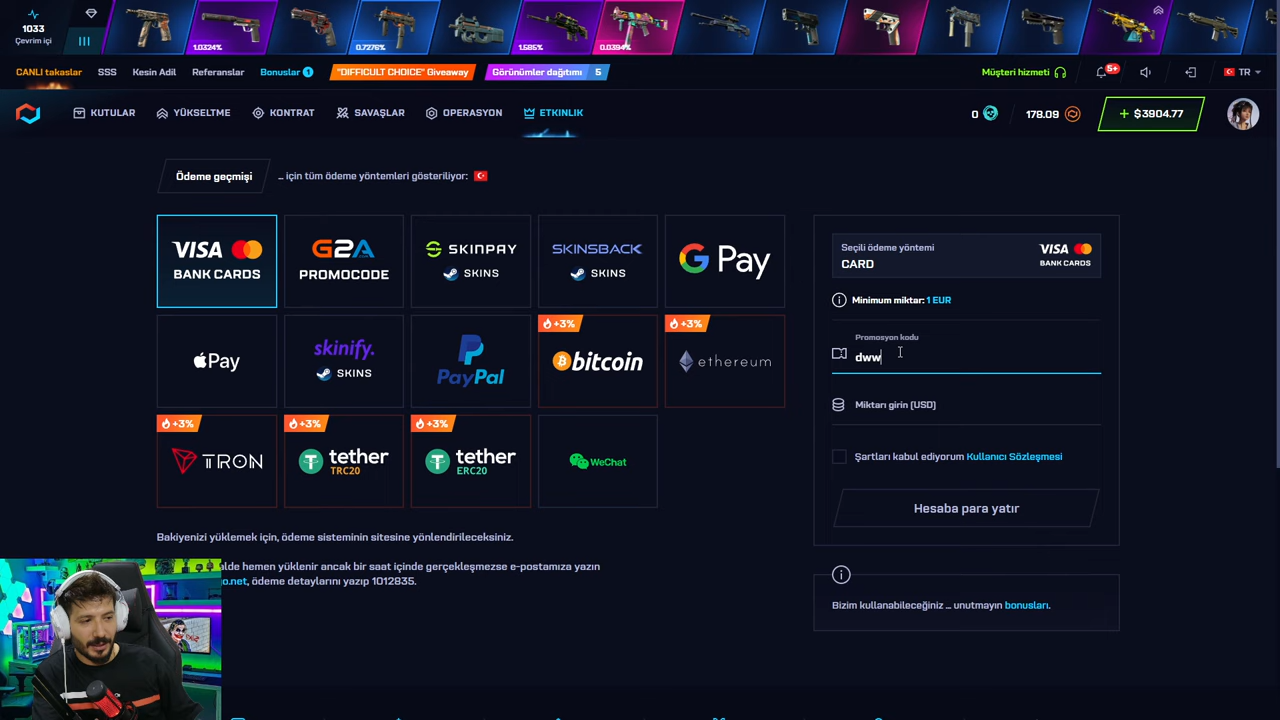 1033
Çevrim içi
1.0324%
0.7276%
1.585%
0.0394%
CANLI takaslar
SSS
Kesin Adil
Referanslar
Bonuslar 1
"DIFFICULT CHOICE" Giveaway
Görünümler dağıtımı 5
Müşteri hizmeti
5+
TR
KUTULAR
YÜKSELTME
KONTRAT
SAVAŞLAR
OPERASYON
ETKINLIK
0
178.09
+ $3904.77
Ödeme geçmişi
... için tüm ödeme yöntemleri gösteriliyor:
VISA
BANK CARDS
G2A
PROMOCODE
SKINPAY
SKINS
SKINSBACK
SKINS
G Pay
Pay
skinify.
SKINS
PayPal
+3%
bitcoin
+3%
ethereum
+3%
TRON
+3%
tether
TRC20
+3%
tether
ERC20
WeChat
Bakiyenizi yüklemek için, ödeme sisteminin sitesine yönlendirileceksiniz.
lde hemen yüklenir ancak bir saat içinde gerçekleşmezse e-postamıza yazın
o.net, ödeme detaylarını yazıp 1012835.
Seçili ödeme yöntemi
CARD
VISA
BANK CARDS
Minimum miktar: 1 EUR
Promosyon kodu
dww
Miktarı girin (USD)
Şartları kabul ediyorum Kullanıcı Sözleşmesi
Hesaba para yatır
Bizim kullanabileceğiniz ... unutmayın bonusları.